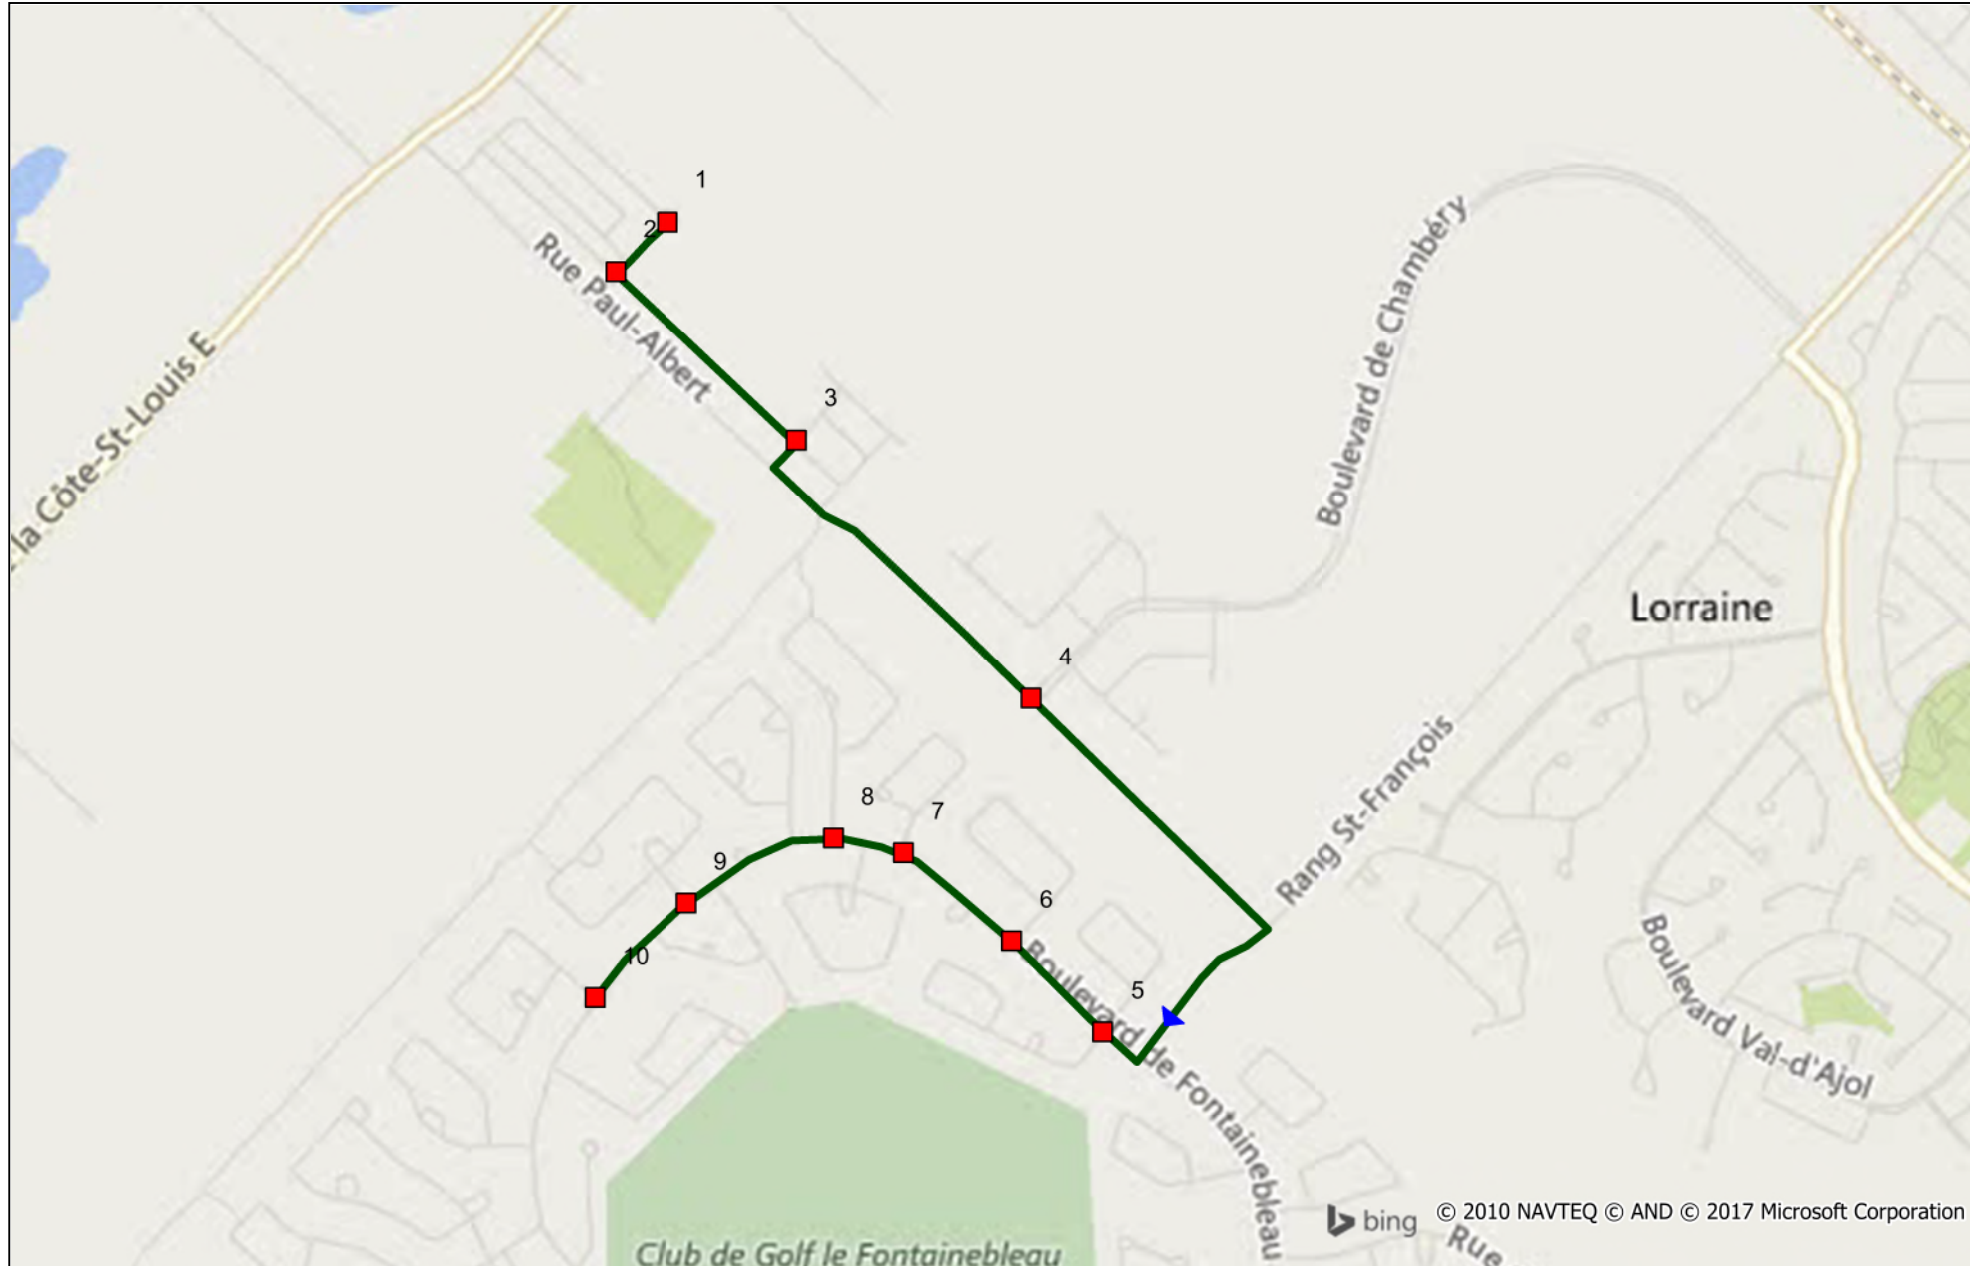 1
2
Rue Paul-Albert
3
la Côte-St-Louis E
Boulevard de Chambéry
Lorraine
4
Rang St-François
8
7
9
6
10
5
Boulevard de Fontainebleau
Boulevard Val-d'Ajol
bing
© 2010 NAVTEQ © AND © 2017 Microsoft Corporation
Club de Golf le Fontainebleau
Rue